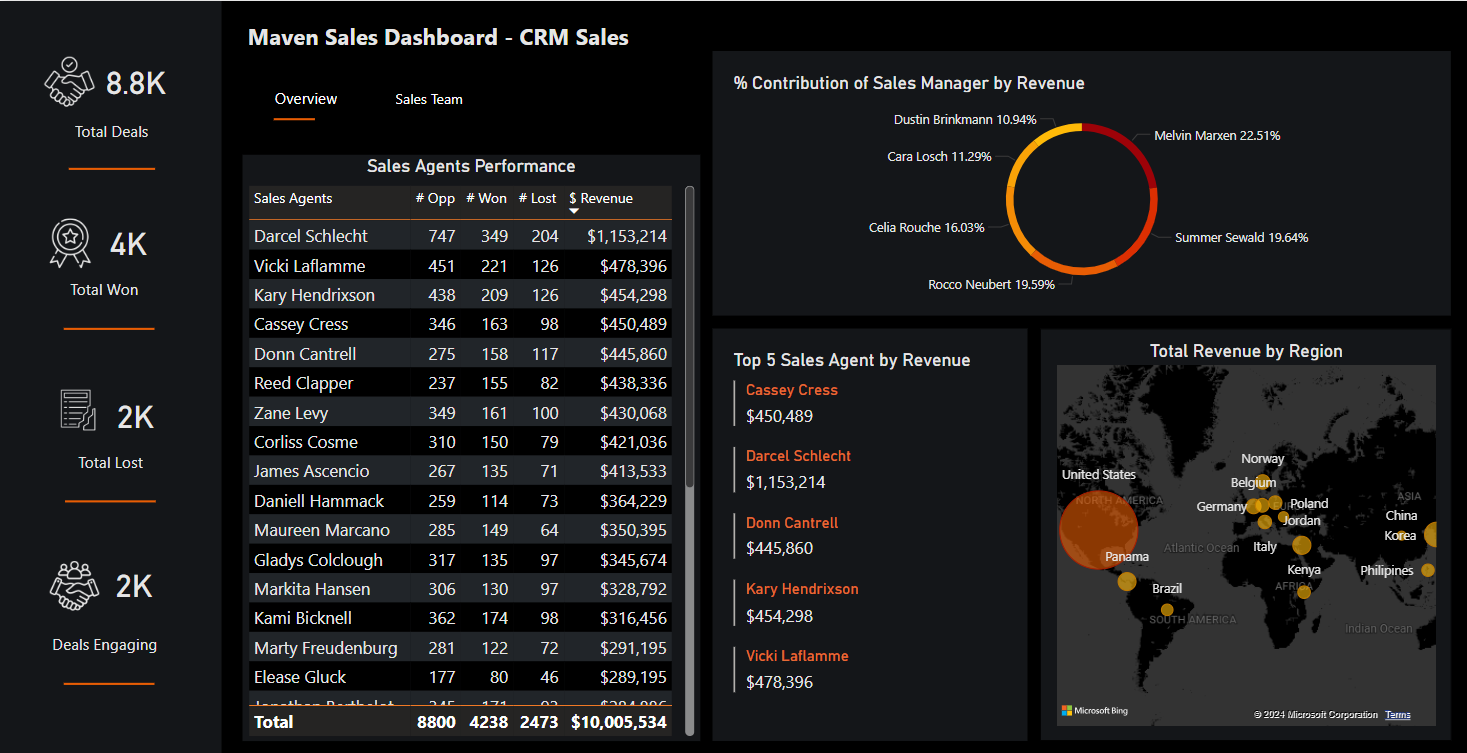 Maven Sales Dashboard - CRM Sales
8.8K
Total Deals
4K
Total Won
2K
Total Lost
2K
Deals Engaging
Overview
Sales Team
Sales Agents Performance
Sales Agents # Opp # Won # Lost $ Revenue
Darcel Schlecht 747 349 204 $1,153,214
Vicki Laflamme 451 221 126 $478,396
Kary Hendrixson 438 209 126 $454,298
Cassey Cress 346 163 98 $450,489
Donn Cantrell 275 158 117 $445,860
Reed Clapper 237 155 82 $438,336
Zane Levy 349 161 100 $430,068
Corliss Cosme 310 150 79 $421,036
James Ascencio 267 135 71 $413,533
Daniell Hammack 259 114 73 $364,229
Maureen Marcano 285 149 64 $350,395
Gladys Colclough 317 135 97 $345,674
Markita Hansen 306 130 97 $328,792
Kami Bicknell 362 174 98 $316,456
Marty Freudenburg 281 122 72 $291,195
Elease Gluck 177 80 46 $289,195
Total 8800 4238 2473 $10,005,534
% Contribution of Sales Manager by Revenue
Dustin Brinkmann 10.94%
Melvin Marxen 22.51%
Cara Losch 11.29%
Celia Rouche 16.03%
Summer Sewald 19.64%
Rocco Neubert 19.59%
Top 5 Sales Agent by Revenue
Cassey Cress
$450,489
Darcel Schlecht
$1,153,214
Donn Cantrell
$445,860
Kary Hendrixson
$454,298
Vicki Laflamme
$478,396
Total Revenue by Region
Norway
United States
Belgium
NORTH AMERICA
ASIA
Germany
Poland
China
Jordan
Korea
Atlantic Ocean
Italy
Panama
Kenya
Philipines
AFRICA
Brazil
SOUTH AMERICA
Indian Ocean
Microsoft Bing
© 2024 Microsoft Corporation Terms